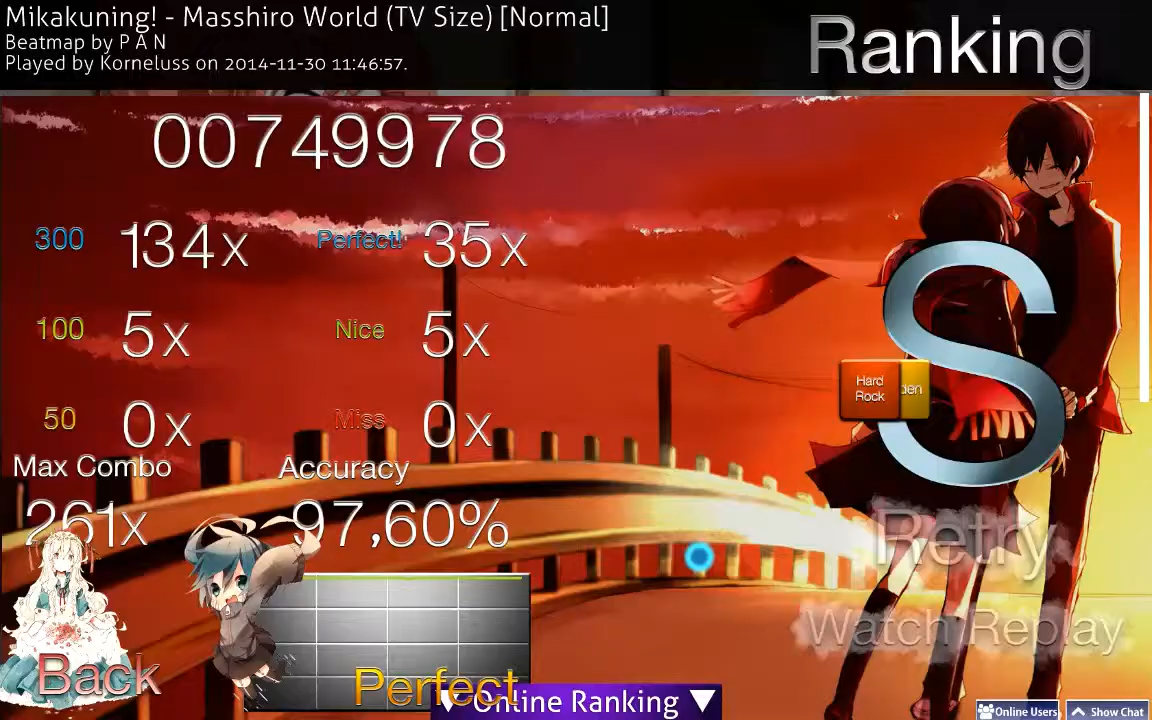 Mikakuning! - Masshiro World (TV Size) [Normal]
Beatmap by P A N
Played by Korneluss on 2014-11-30 11:46:57.
Ranking
00749978
300 134x Perfect! 35x
100 5x Nice 5x
50 0x Miss 0x
Max Combo Accuracy
261x 97,60%
Hard
Rock
den
S
Retry
Watch Replay
Back
Perfect
▼ Online Ranking ▼
Online Users
Show Chat